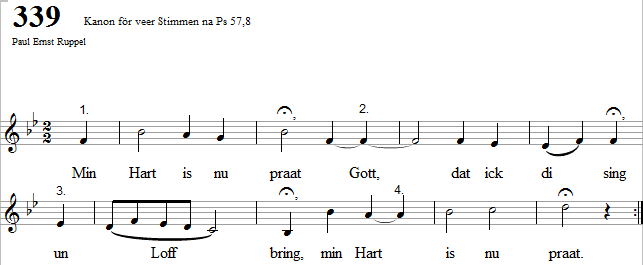 339 Kanon för veer Stimmen na Ps 57,8
Paul Ernst Ruppel
1. 2.
Min Hart is nu praat Gott, dat ick di sing
3. 4.
un Loff bring, min Hart is nu praat.